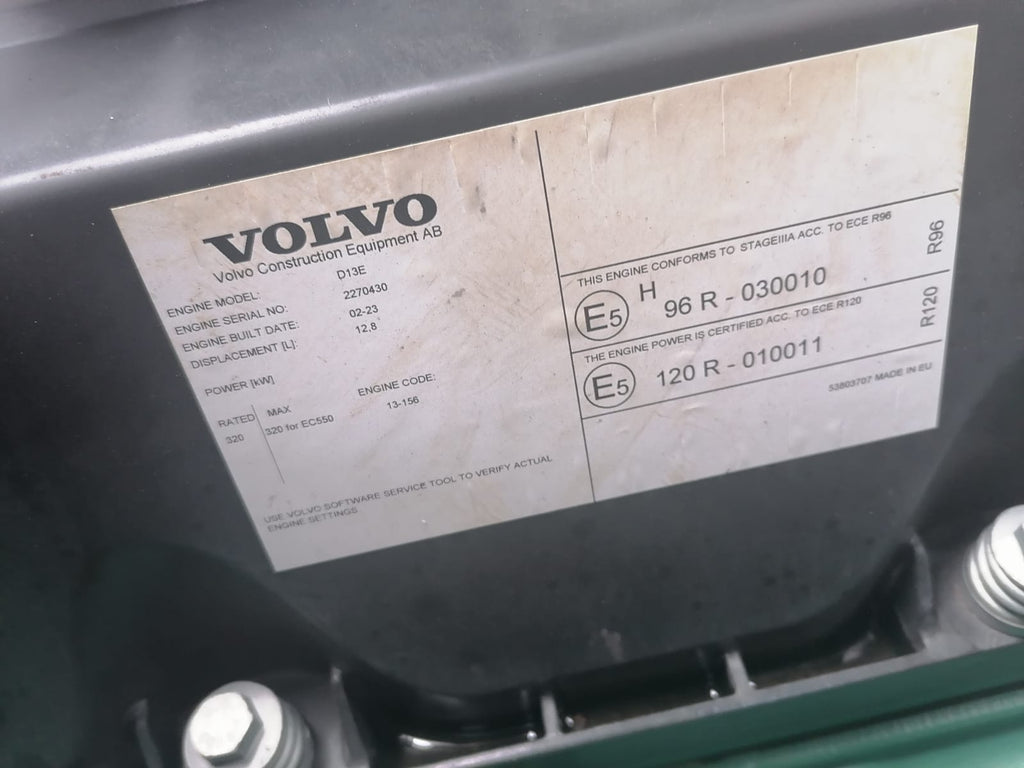 VOLVO
Volvo Construction Equipment AB
ENGINE MODEL: D13E
ENGINE SERIAL NO: 2270430
ENGINE BUILT DATE: 02-23
DISPLACEMENT [L]: 12.8
POWER [kW] ENGINE CODE:
RATED MAX 13-156
320 320 for EC550
USE VOLVO SOFTWARE SERVICE TOOL TO VERIFY ACTUAL
ENGINE SETTINGS
THIS ENGINE CONFORMS TO STAGEIIIA ACC. TO ECE R96
E5 H 96 R - 030010 R96
THE ENGINE POWER IS CERTIFIED ACC. TO ECE R120
E5 120 R - 010011 R120
53803707 MADE IN EU